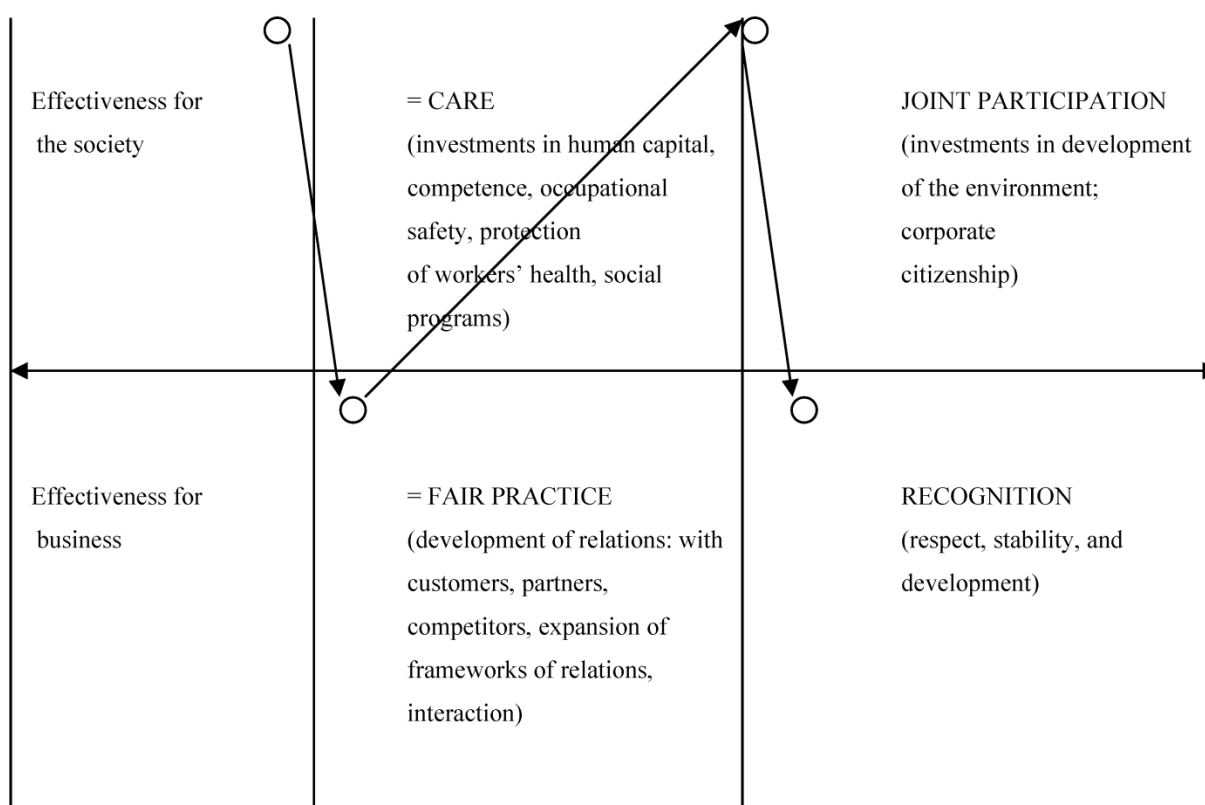 Effectiveness for
the society
= CARE
(investments in human capital,
competence, occupational
safety, protection
of workers’ health, social
programs)
JOINT PARTICIPATION
(investments in development
of the environment;
corporate
citizenship)
Effectiveness for
business
= FAIR PRACTICE
(development of relations: with
customers, partners,
competitors, expansion of
frameworks of relations,
interaction)
RECOGNITION
(respect, stability, and
development)